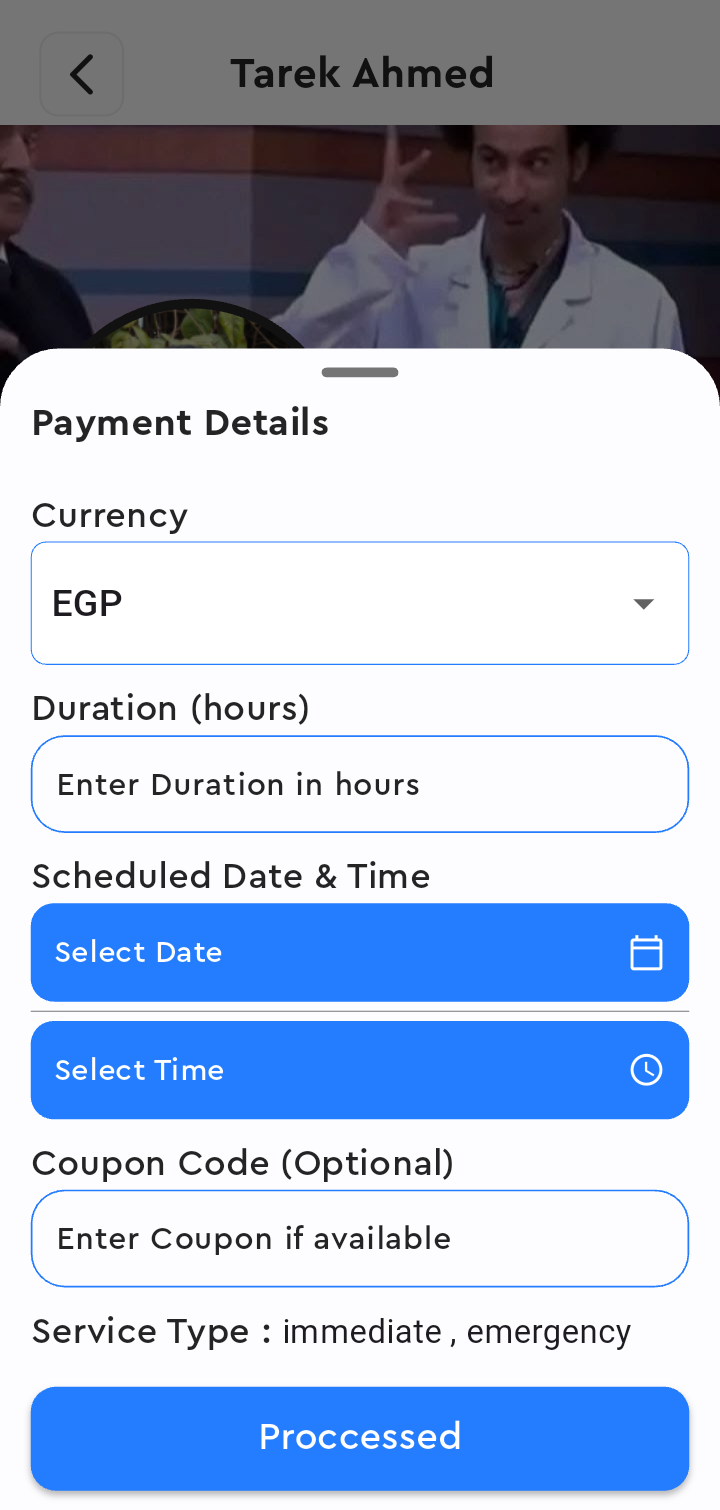 Tarek Ahmed
Payment Details
Currency
EGP
Duration (hours)
Enter Duration in hours
Scheduled Date & Time
Select Date
Select Time
Coupon Code (Optional)
Enter Coupon if available
Service Type : immediate , emergency
Proccessed